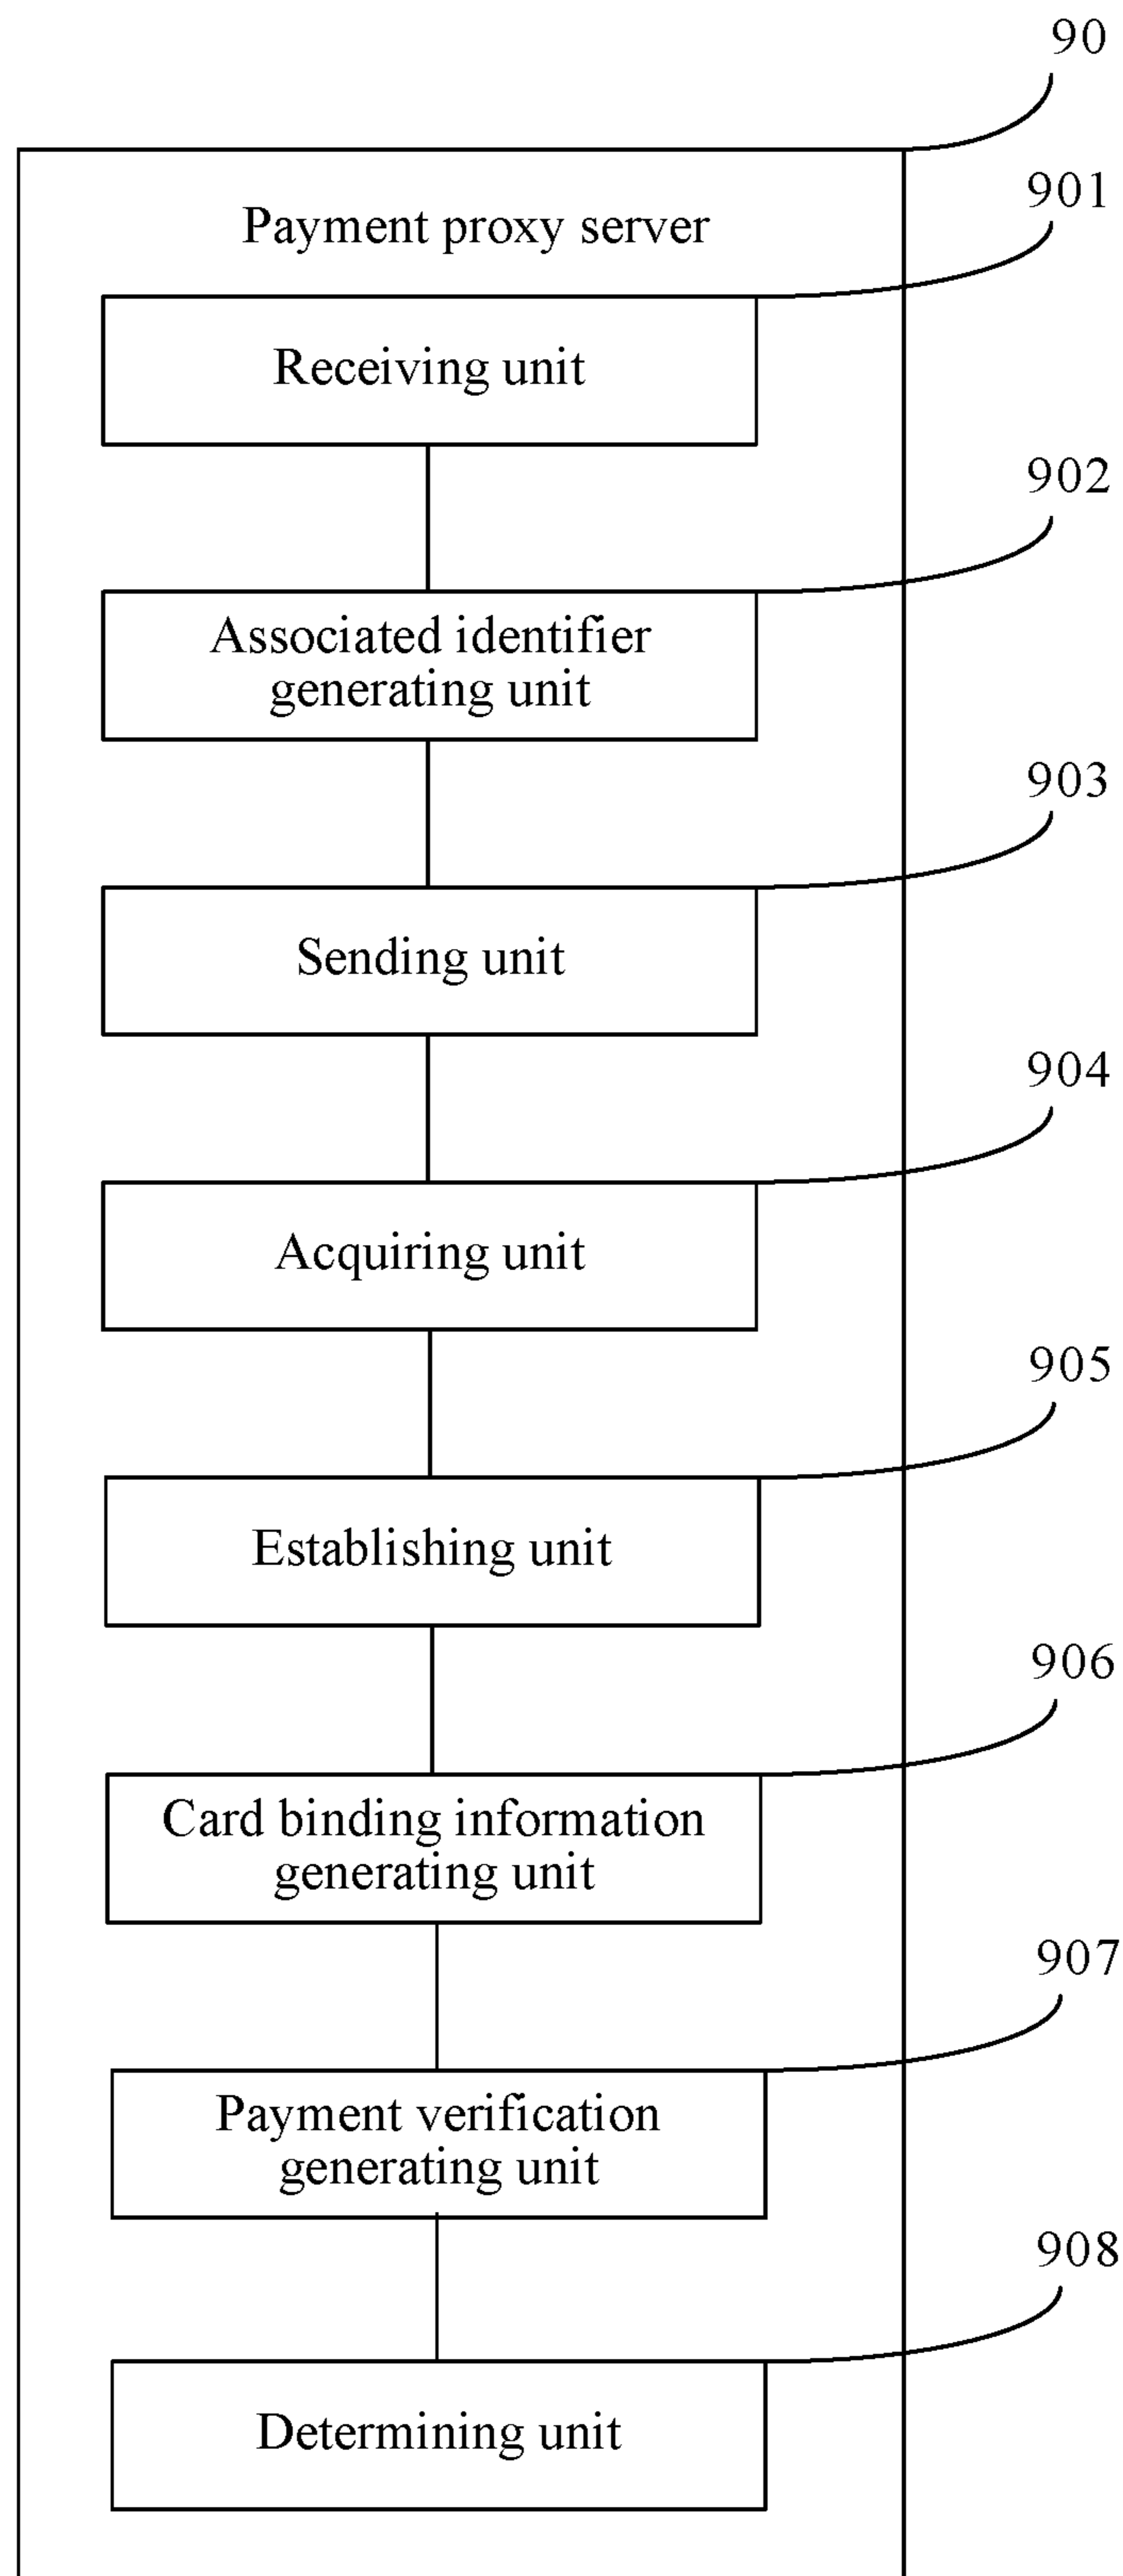 90
Payment proxy server
901
Receiving unit
902
Associated identifier
generating unit
903
Sending unit
904
Acquiring unit
905
Establishing unit
906
Card binding information
generating unit
907
Payment verification
generating unit
908
Determining unit